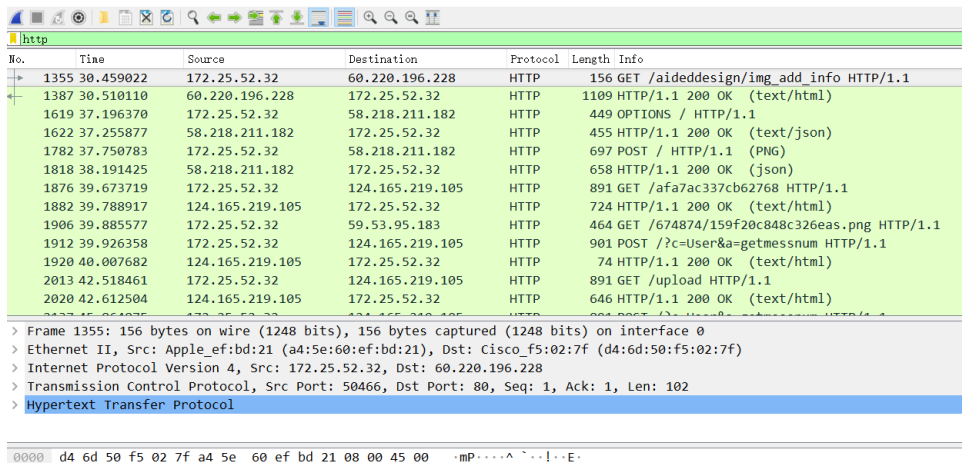 http
No. Time Source Destination Protocol Length Info
1355 30.459022 172.25.52.32 60.220.196.228 HTTP 156 GET /aideddesign/img_add_info HTTP/1.1
1387 30.510110 60.220.196.228 172.25.52.32 HTTP 1109 HTTP/1.1 200 OK (text/html)
1619 37.196370 172.25.52.32 58.218.211.182 HTTP 449 OPTIONS / HTTP/1.1
1622 37.255877 58.218.211.182 172.25.52.32 HTTP 455 HTTP/1.1 200 OK (text/json)
1782 37.750783 172.25.52.32 58.218.211.182 HTTP 697 POST / HTTP/1.1 (PNG)
1818 38.191425 58.218.211.182 172.25.52.32 HTTP 658 HTTP/1.1 200 OK (json)
1876 39.673719 172.25.52.32 124.165.219.105 HTTP 891 GET /afa7ac337cb62768 HTTP/1.1
1882 39.788917 124.165.219.105 172.25.52.32 HTTP 724 HTTP/1.1 200 OK (text/html)
1906 39.885577 172.25.52.32 59.53.95.183 HTTP 464 GET /674874/159f20c848c326eas.png HTTP/1.1
1912 39.926358 172.25.52.32 124.165.219.105 HTTP 901 POST /?c=User&a=getmessnum HTTP/1.1
1920 40.007682 124.165.219.105 172.25.52.32 HTTP 74 HTTP/1.1 200 OK (text/html)
2013 42.518461 172.25.52.32 124.165.219.105 HTTP 891 GET /upload HTTP/1.1
2020 42.612504 124.165.219.105 172.25.52.32 HTTP 646 HTTP/1.1 200 OK (text/html)
> Frame 1355: 156 bytes on wire (1248 bits), 156 bytes captured (1248 bits) on interface 0
> Ethernet II, Src: Apple_ef:bd:21 (a4:5e:60:ef:bd:21), Dst: Cisco_f5:02:7f (d4:6d:50:f5:02:7f)
> Internet Protocol Version 4, Src: 172.25.52.32, Dst: 60.220.196.228
> Transmission Control Protocol, Src Port: 50466, Dst Port: 80, Seq: 1, Ack: 1, Len: 102
> Hypertext Transfer Protocol
0000 d4 6d 50 f5 02 7f a4 5e 60 ef bd 21 08 00 45 00 ·mP····^ `··!··E·